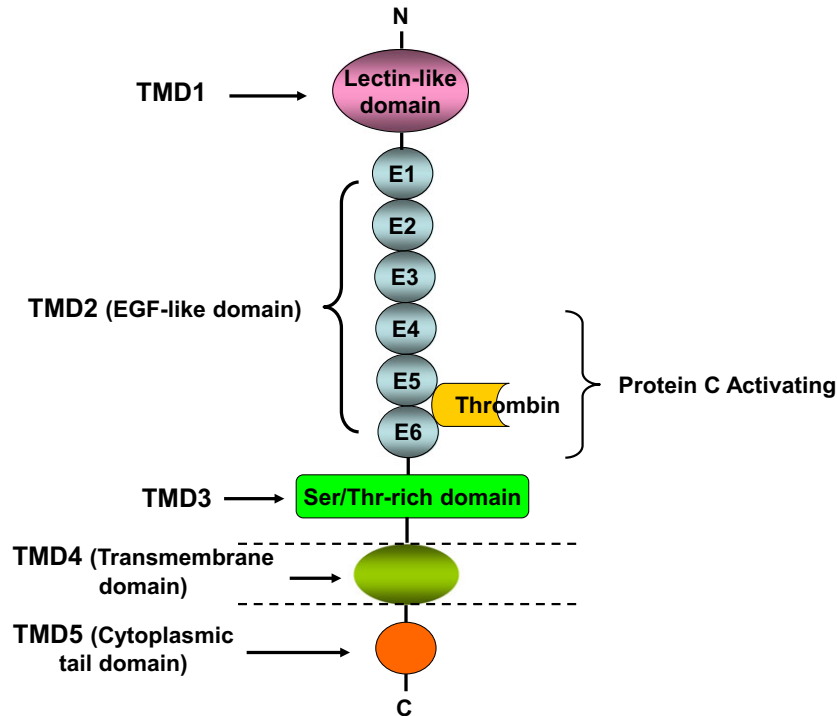 N
Lectin-like
domain
TMD1
E1
E2
E3
TMD2 (EGF-like domain)
E4
E5
Thrombin
Protein C Activating
E6
TMD3
Ser/Thr-rich domain
TMD4 (Transmembrane
domain)
TMD5 (Cytoplasmic
tail domain)
C